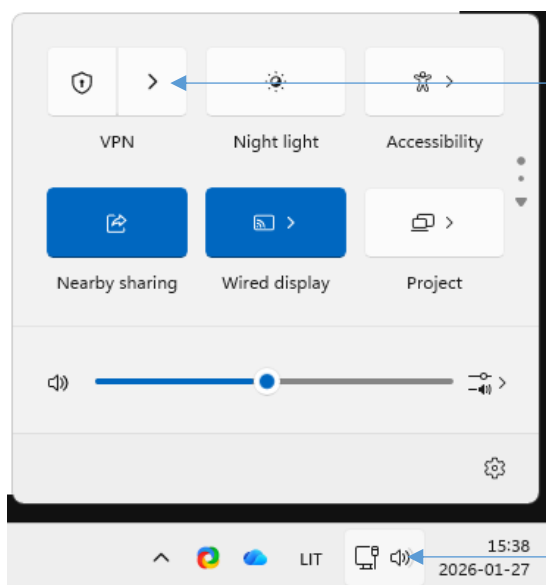 VPN Night light Accessibility
Nearby sharing Wired display Project
LIT
15:38
2026-01-27